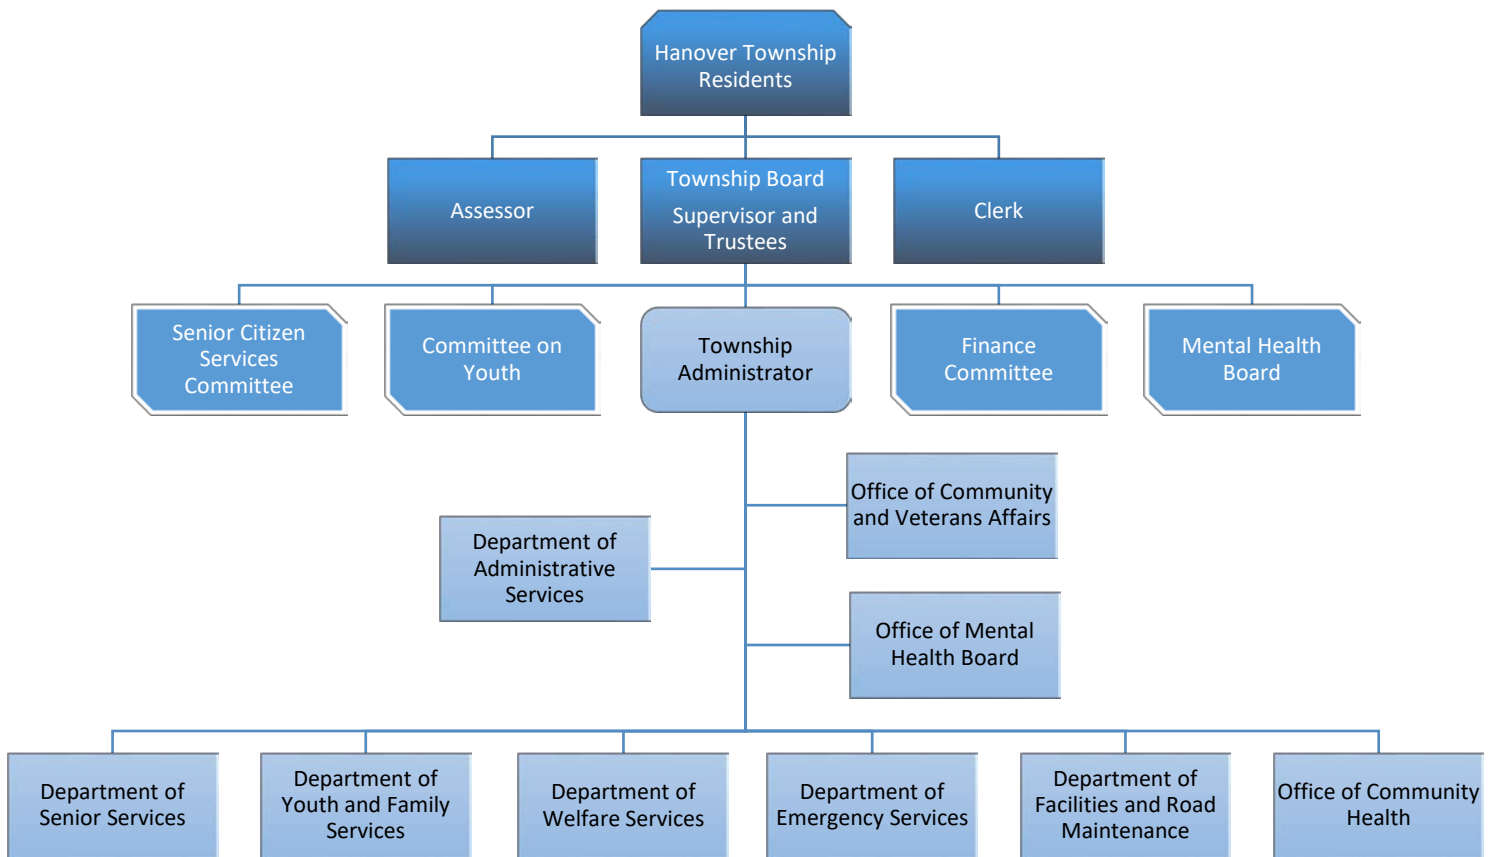 Hanover Township
Residents
Assessor
Township Board
Supervisor and
Trustees
Clerk
Senior Citizen
Services
Committee
Committee on
Youth
Township
Administrator
Finance
Committee
Mental Health
Board
Office of Community
and Veterans Affairs
Department of
Administrative
Services
Office of Mental
Health Board
Department of
Senior Services
Department of
Youth and Family
Services
Department of
Welfare Services
Department of
Emergency Services
Department of
Facilities and Road
Maintenance
Office of Community
Health